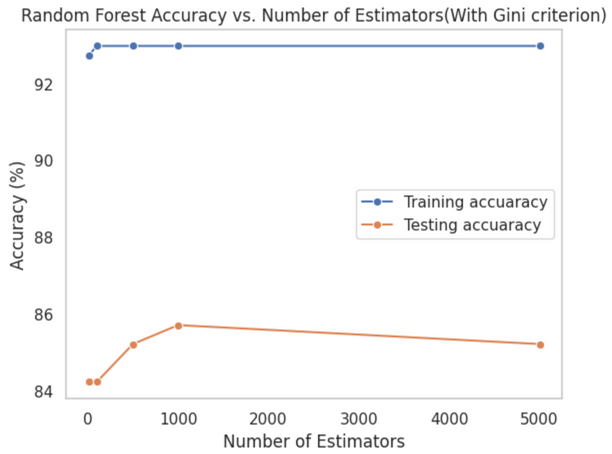 Random Forest Accuracy vs. Number of Estimators(With Gini criterion)
Accuracy (%)
92
90
88
86
84
Training accuaracy
Testing accuaracy
0 1000 2000 3000 4000 5000
Number of Estimators